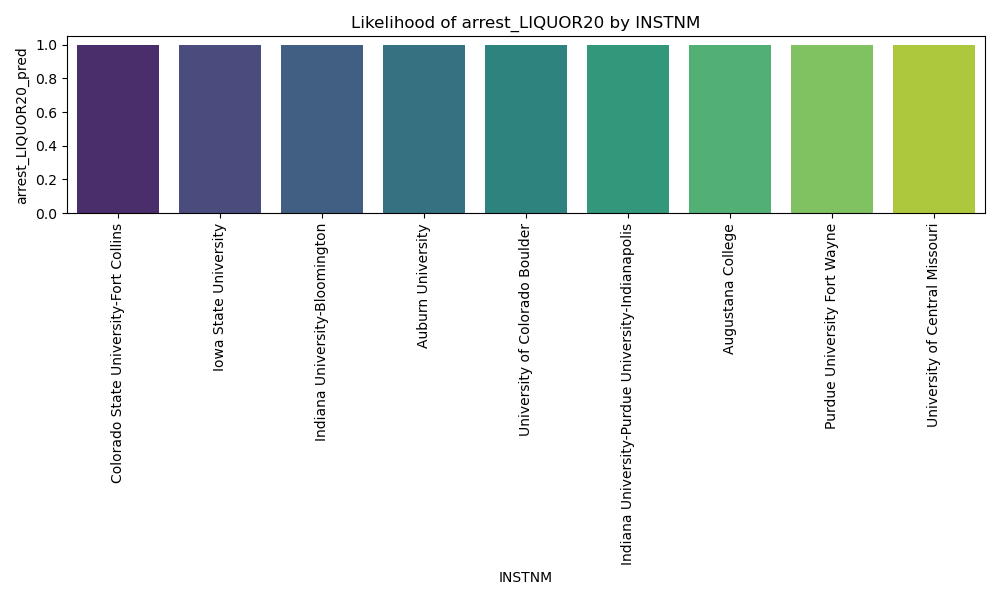 Likelihood of arrest_LIQUOR20 by INSTNM
arrest_LIQUOR20_pred
1.0
0.8
0.6
0.4
0.2
0.0
Colorado State University-Fort Collins
Iowa State University
Indiana University-Bloomington
Auburn University
University of Colorado Boulder
Indiana University-Purdue University-Indianapolis
Augustana College
Purdue University Fort Wayne
University of Central Missouri
INSTNM